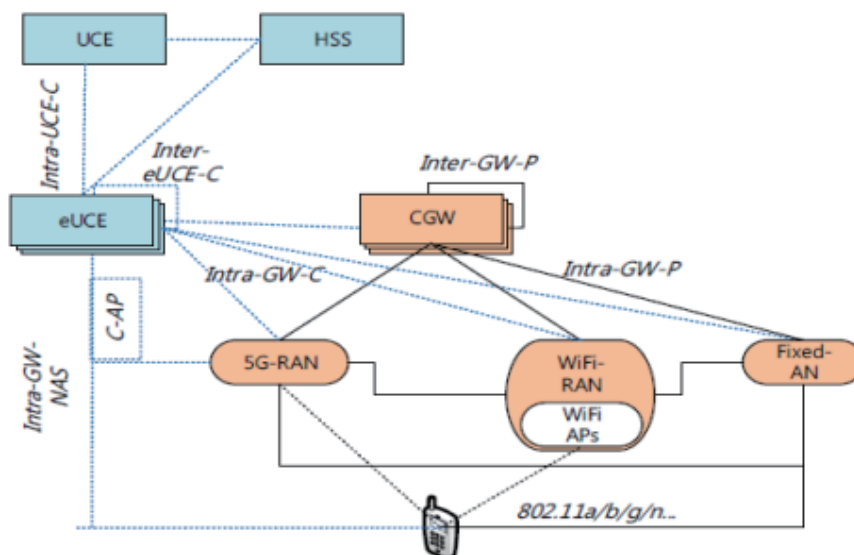 UCE
HSS
Intra-UCE-C
Inter-
eUCE-C
Inter-GW-P
eUCE
CGW
Intra-GW-C
Intra-GW-P
C-AP
Intra-GW-
NAS
5G-RAN
WiFi-
RAN
Fixed-
AN
WiFi
APs
802.11a/b/g/n...